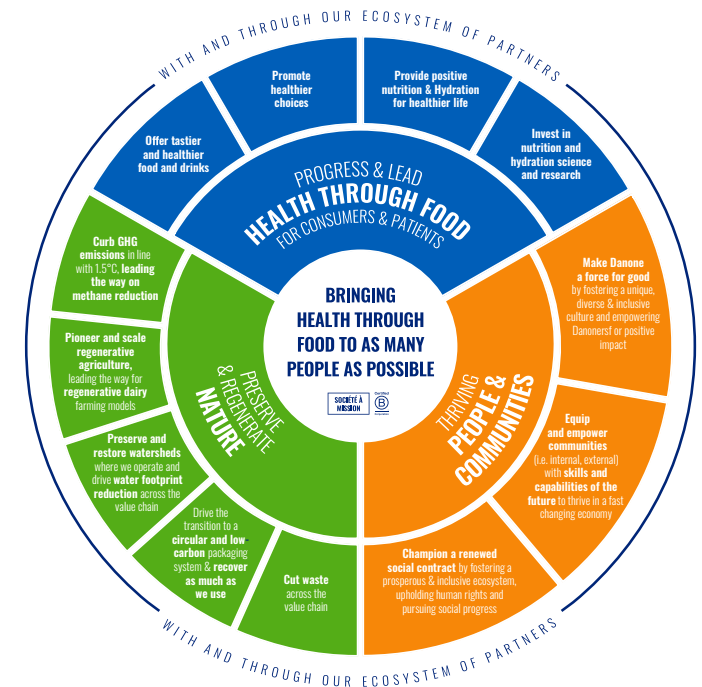 WITH AND THROUGH OUR ECOSYSTEM OF PARTNERS
Promote
healthier
choices
Provide positive
nutrition & Hydration
for healthier life
Offer tastier
and healthier
food and drinks
Invest in
nutrition and
hydration science
and research
PROGRESS & LEAD
HEALTH THROUGH FOOD
FOR CONSUMERS & PATIENTS
Curb GHG
emissions in line
with 1.5°C, leading
the way on
methane reduction
Pioneer and scale
regenerative
agriculture,
leading the way for
regenerative dairy
farming models
Preserve and
restore watersheds
where we operate and
drive water footprint
reduction across the
value chain
Drive the
transition to a
circular and low-
carbon packaging
system & recover
as much as
we use
Cut waste
across the
value chain
PRESERVE
& REGENERATE
NATURE
BRINGING
HEALTH THROUGH
FOOD TO AS MANY
PEOPLE AS POSSIBLE
SOCIÉTÉ À
MISSION
Certified
B
Corporation
THRIVING
PEOPLE &
COMMUNITIES
Make Danone
a force for good
by fostering a unique,
diverse & inclusive
culture and empowering
Danonersf or positive
impact
Equip
and empower
communities
(i.e. internal, external)
with skills and
capabilities of the
future to thrive in a fast
changing economy
Champion a renewed
social contract by fostering a
prosperous & inclusive ecosystem,
upholding human rights and
pursuing social progress
WITH AND THROUGH OUR ECOSYSTEM OF PARTNERS